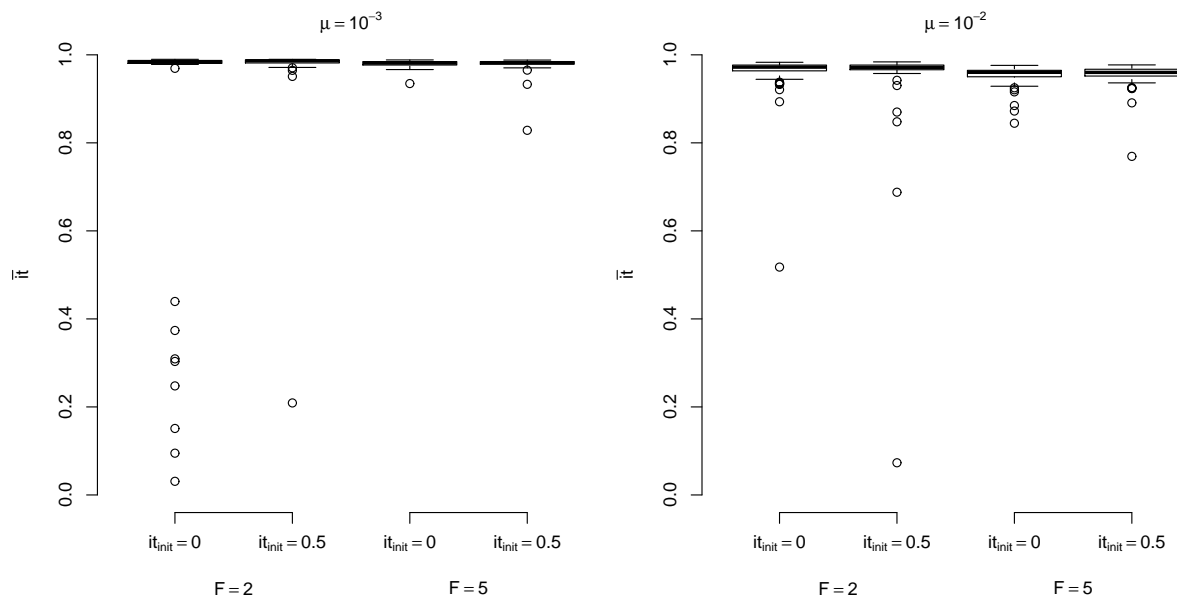 μ = 10⁻³
1.0
0.8
0.6
0.4
0.2
0.0
i̅t̅
it_init = 0 it_init = 0.5 it_init = 0 it_init = 0.5
F = 2 F = 5
μ = 10⁻²
1.0
0.8
0.6
0.4
0.2
0.0
i̅t̅
it_init = 0 it_init = 0.5 it_init = 0 it_init = 0.5
F = 2 F = 5